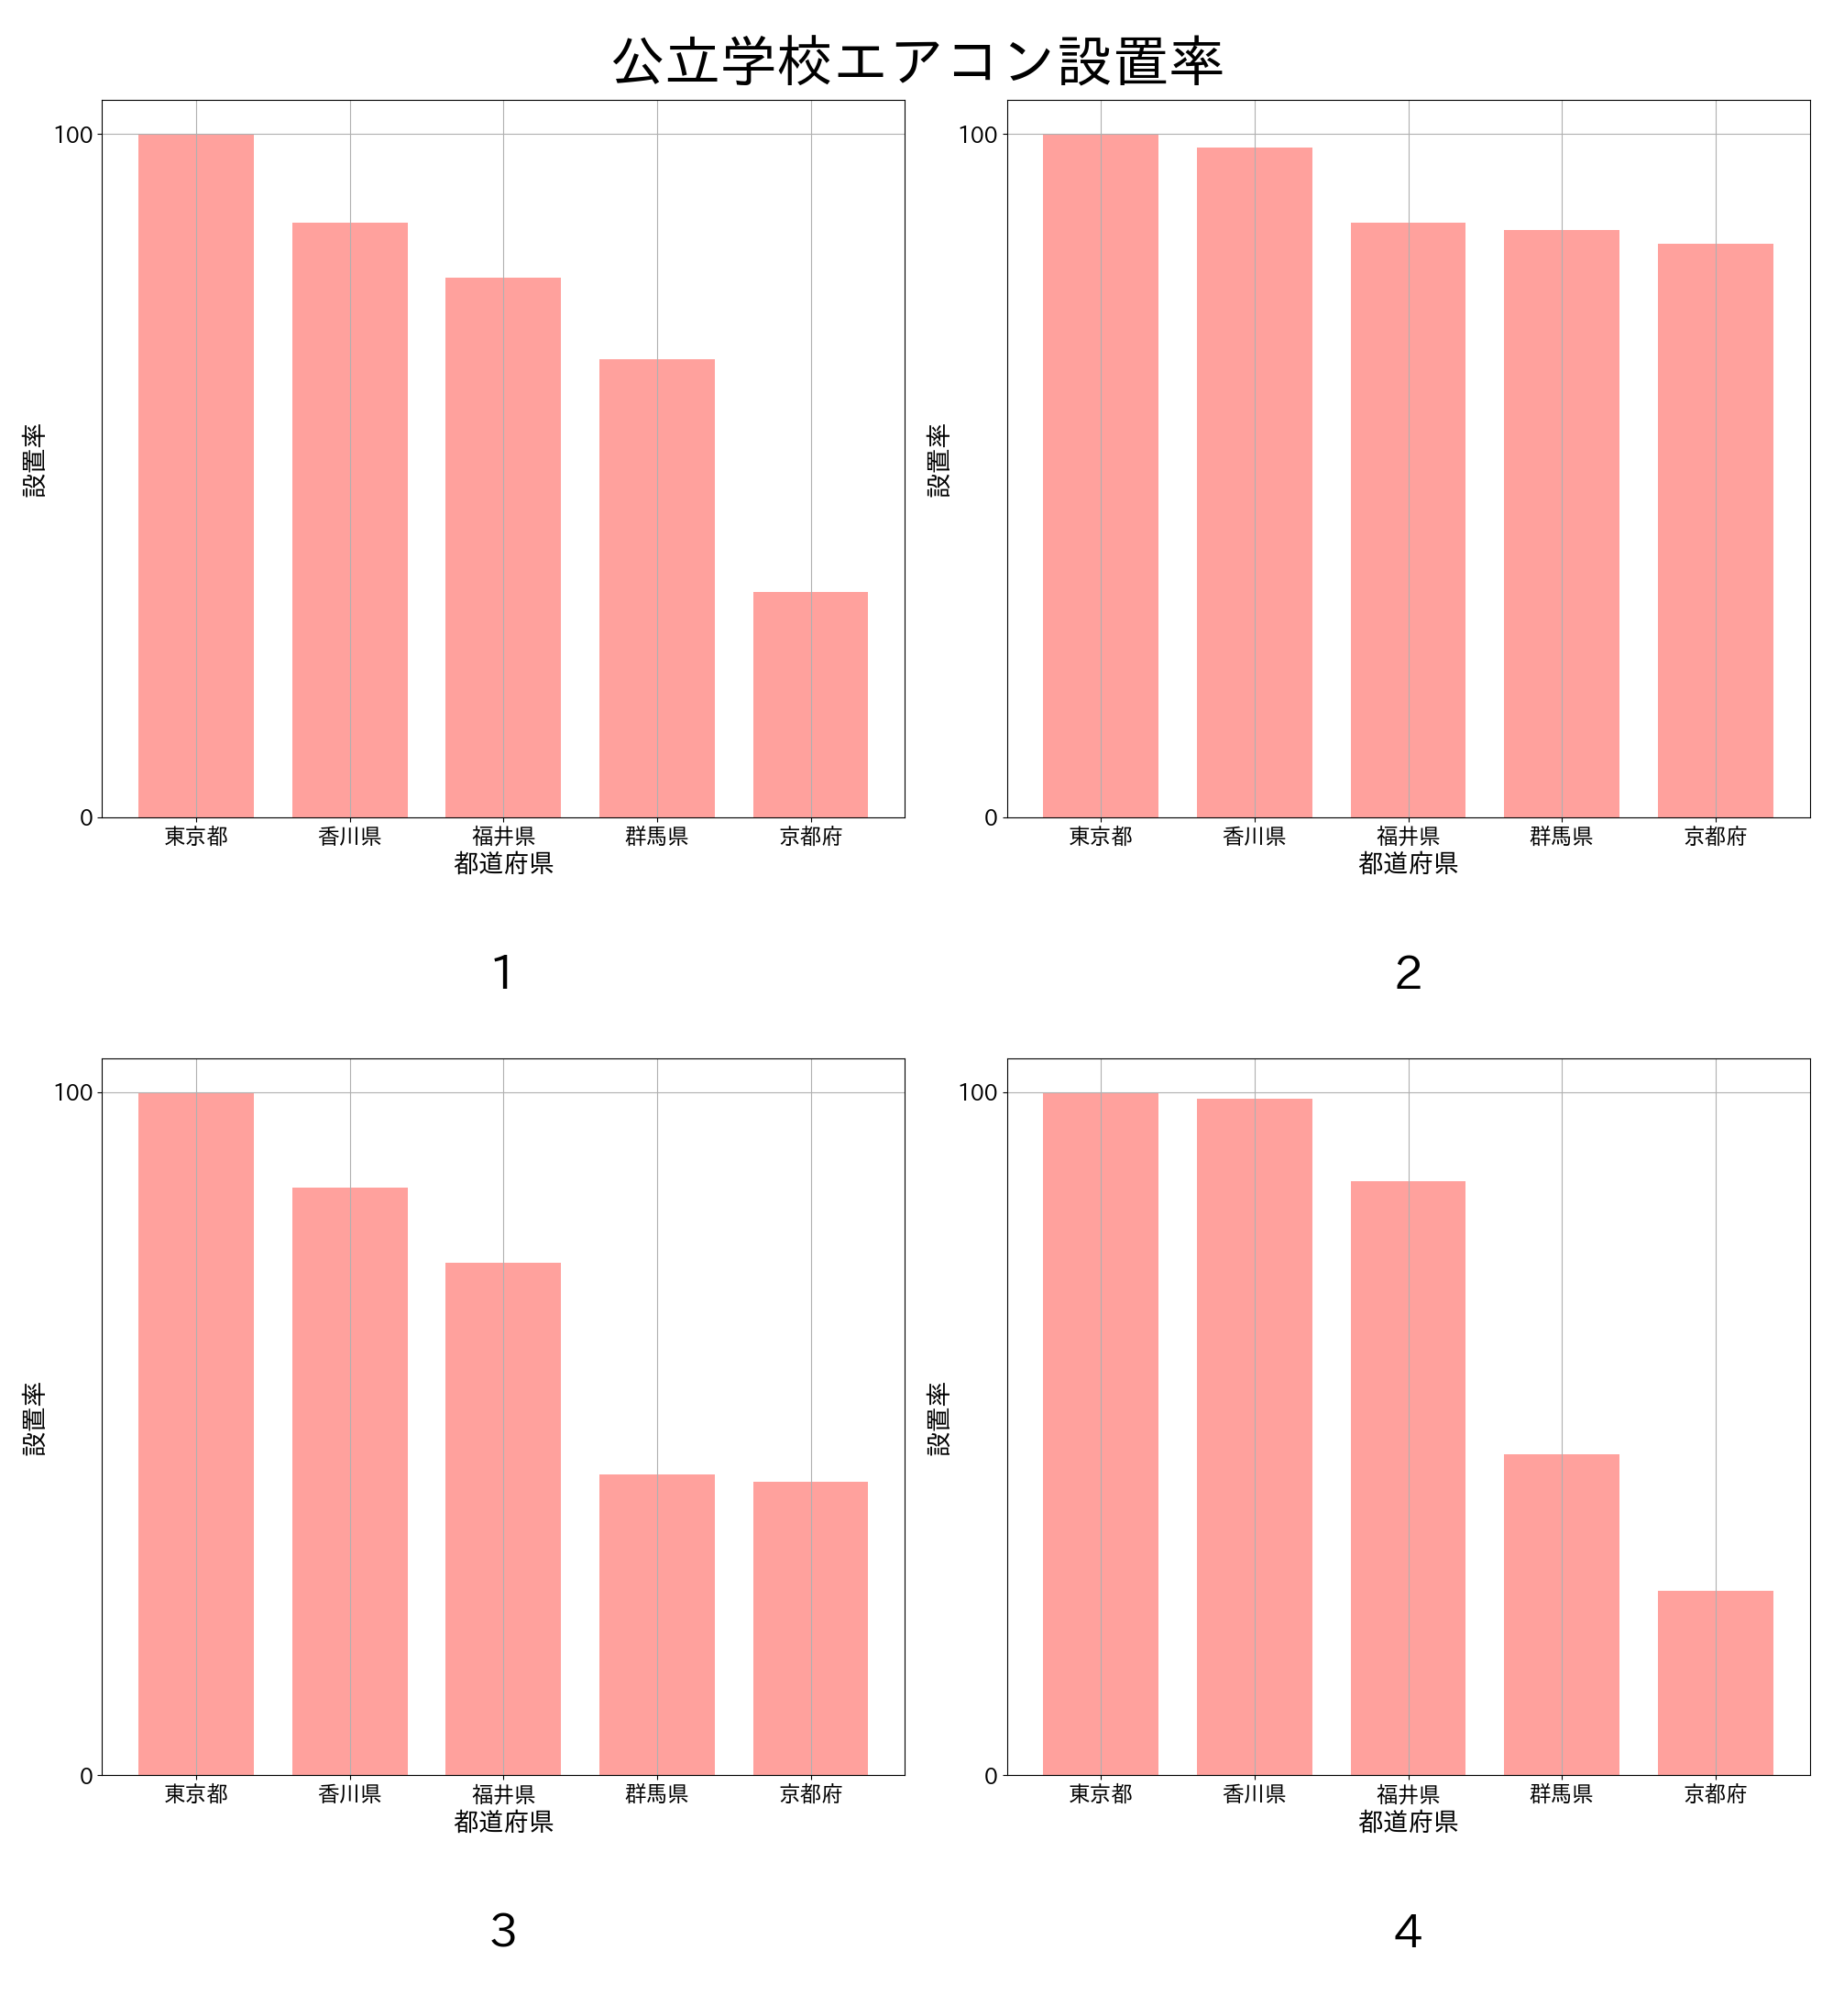 公立学校エアコン設置率
100
0
設置率
東京都 香川県 福井県 群馬県 京都府
都道府県
1
100
0
設置率
東京都 香川県 福井県 群馬県 京都府
都道府県
2
100
0
設置率
東京都 香川県 福井県 群馬県 京都府
都道府県
3
100
0
設置率
東京都 香川県 福井県 群馬県 京都府
都道府県
4